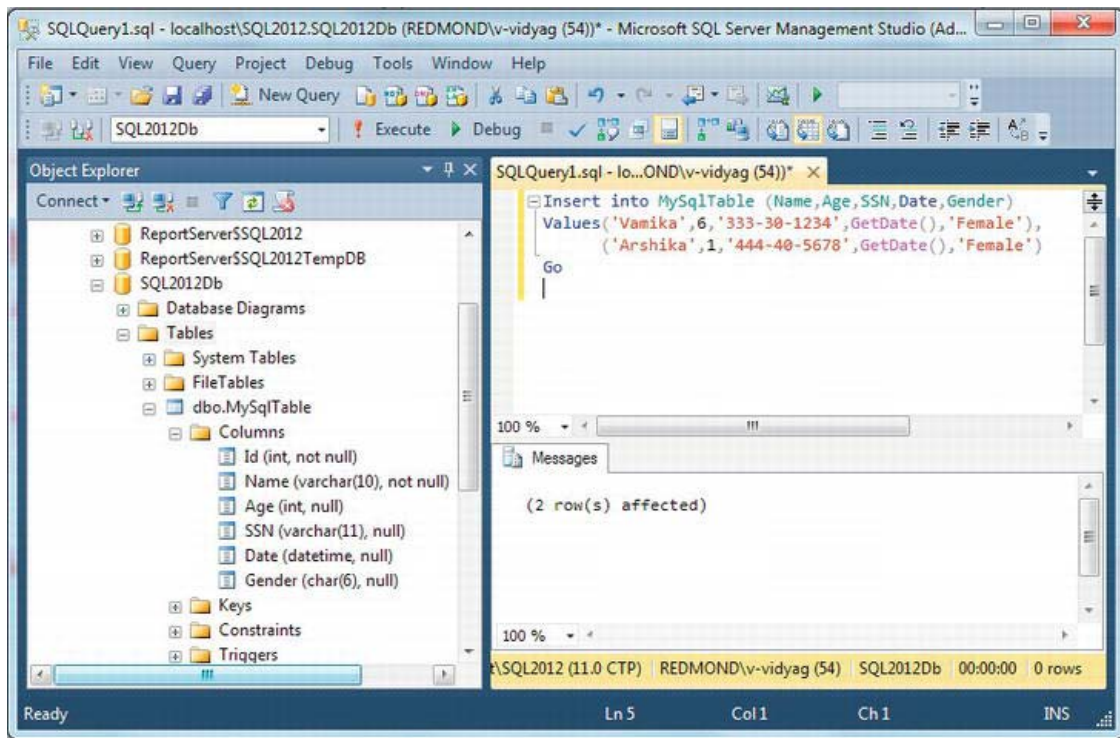 SQLQuery1.sql - localhost\SQL2012.SQL2012Db (REDMOND\v-vidyag (54))* - Microsoft SQL Server Management Studio (Ad...
File Edit View Query Project Debug Tools Window Help
New Query
SQL2012Db Execute Debug
Object Explorer
Connect
ReportServer$SQL2012
ReportServer$SQL2012TempDB
SQL2012Db
Database Diagrams
Tables
System Tables
FileTables
dbo.MySqlTable
Columns
Id (int, not null)
Name (varchar(10), not null)
Age (int, null)
SSN (varchar(11), null)
Date (datetime, null)
Gender (char(6), null)
Keys
Constraints
Triggers
SQLQuery1.sql - lo...OND\v-vidyag (54))*
Insert into MySqlTable (Name,Age,SSN,Date,Gender)
Values('Vamika',6,'333-30-1234',GetDate(),'Female'),
('Arshika',1,'444-40-5678',GetDate(),'Female')
Go
100 %
Messages
(2 row(s) affected)
100 %
t\SQL2012 (11.0 CTP) REDMOND\v-vidyag (54) SQL2012Db 00:00:00 0 rows
Ready Ln 5 Col 1 Ch 1 INS